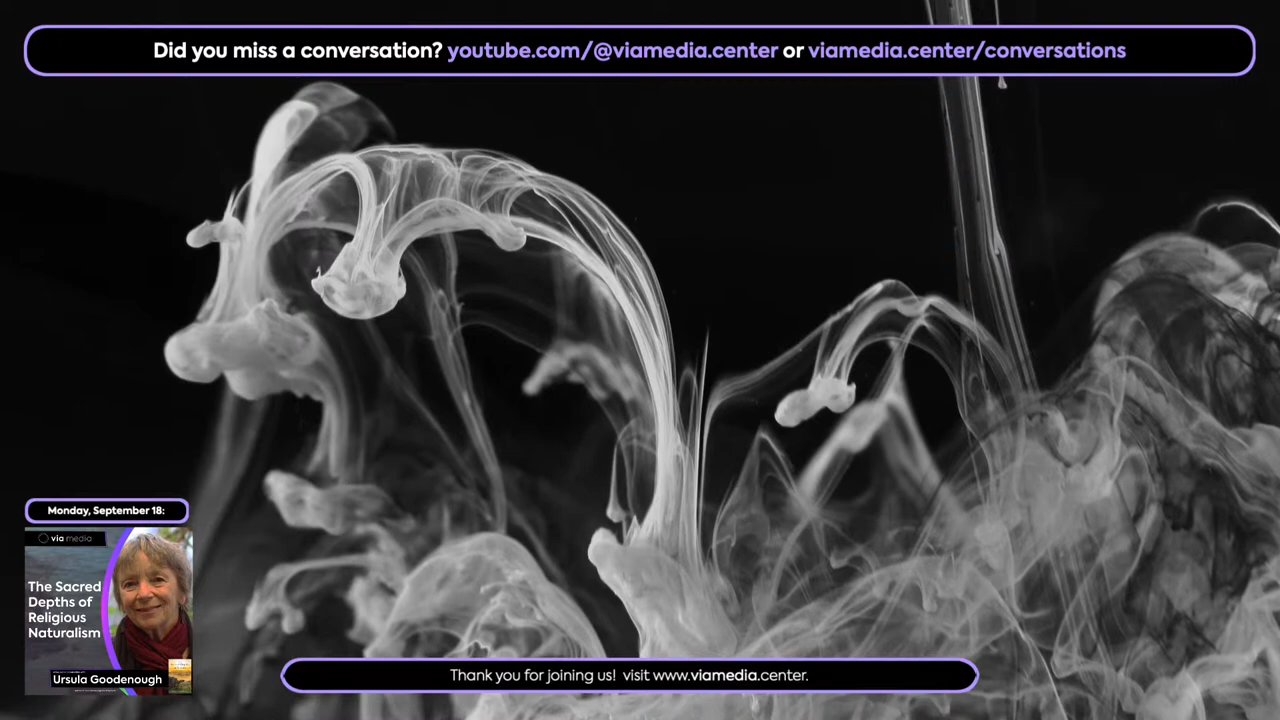 Did you miss a conversation? youtube.com/@viamedia.center or viamedia.center/conversations
Monday, September 18:
via media
The Sacred
Depths of
Religious
Naturalism
Ursula Goodenough
Thank you for joining us! visit www.viamedia.center.